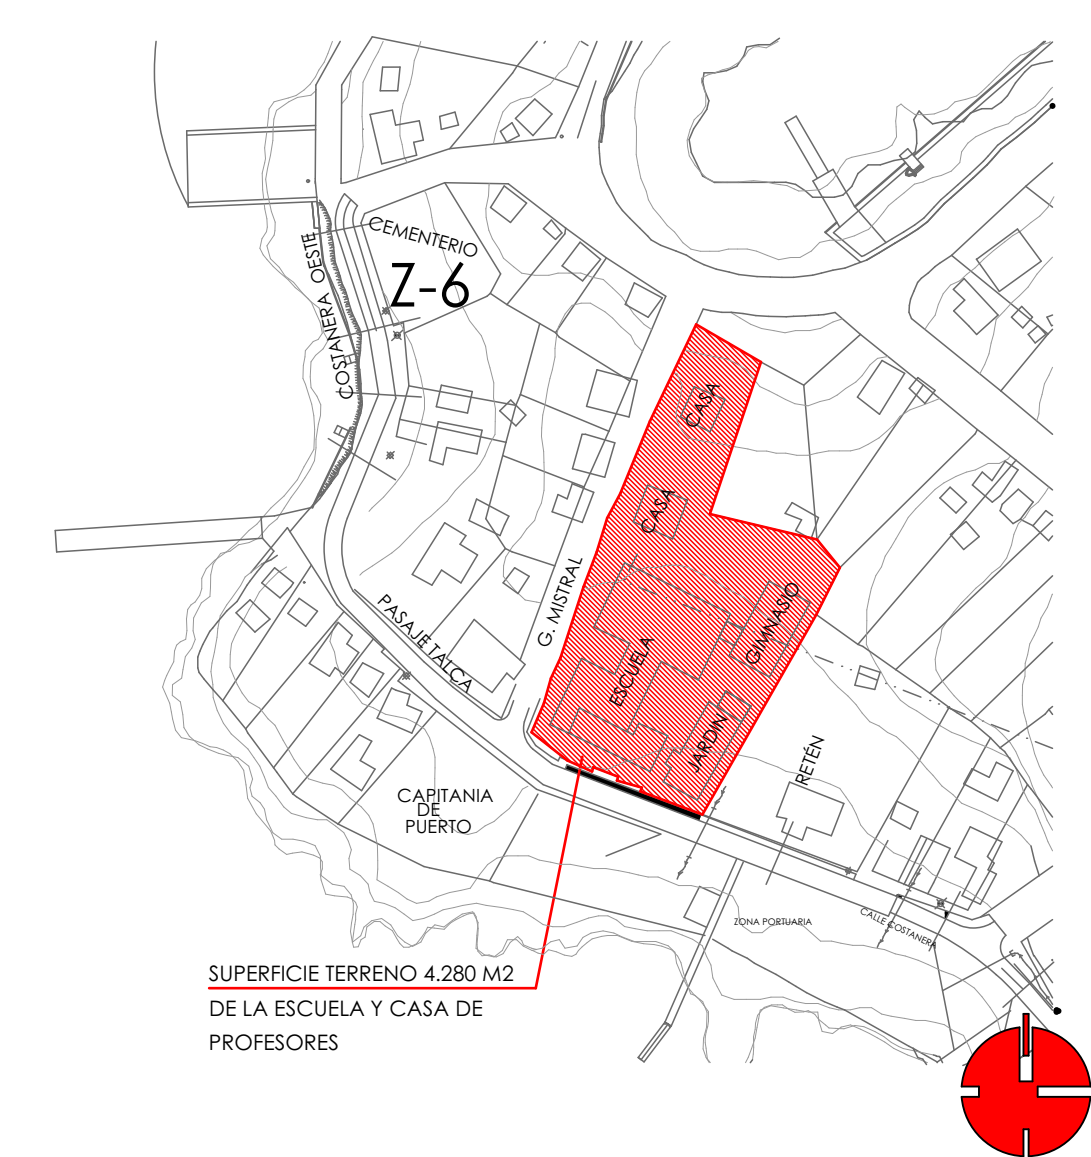 CEMENTERIO
Z-6
COSTANERA OESTE
CASA
CASA
G. MISTRAL
GIMNASIO
PASAJE TALCA
ESCUELA
JARDIN
RETÉN
CAPITANIA
DE
PUERTO
ZONA PORTUARIA
CALLE COSTANERA
SUPERFICIE TERRENO 4.280 M2
DE LA ESCUELA Y CASA DE
PROFESORES